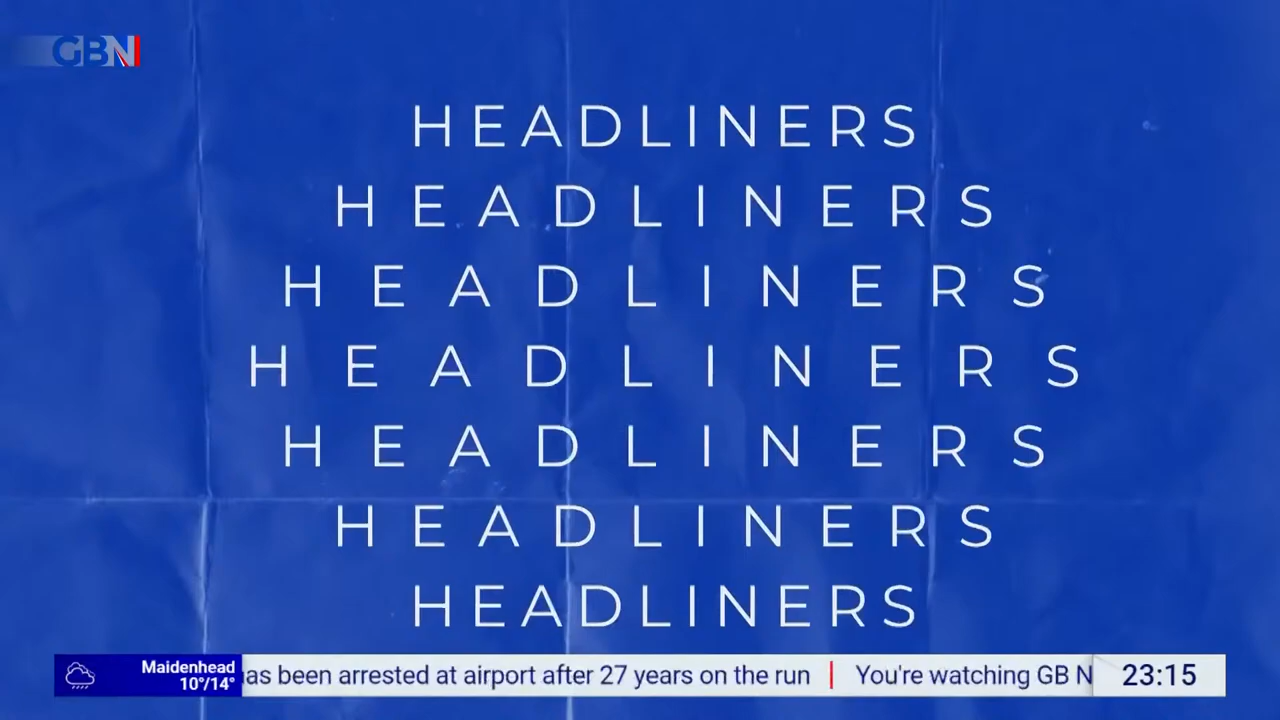 GBN
HEADLINERS
HEADLINERS
HEADLINERS
HEADLINERS
HEADLINERS
HEADLINERS
HEADLINERS
Maidenhead
10°/14°
as been arrested at airport after 27 years on the run | You're watching GB N
23:15